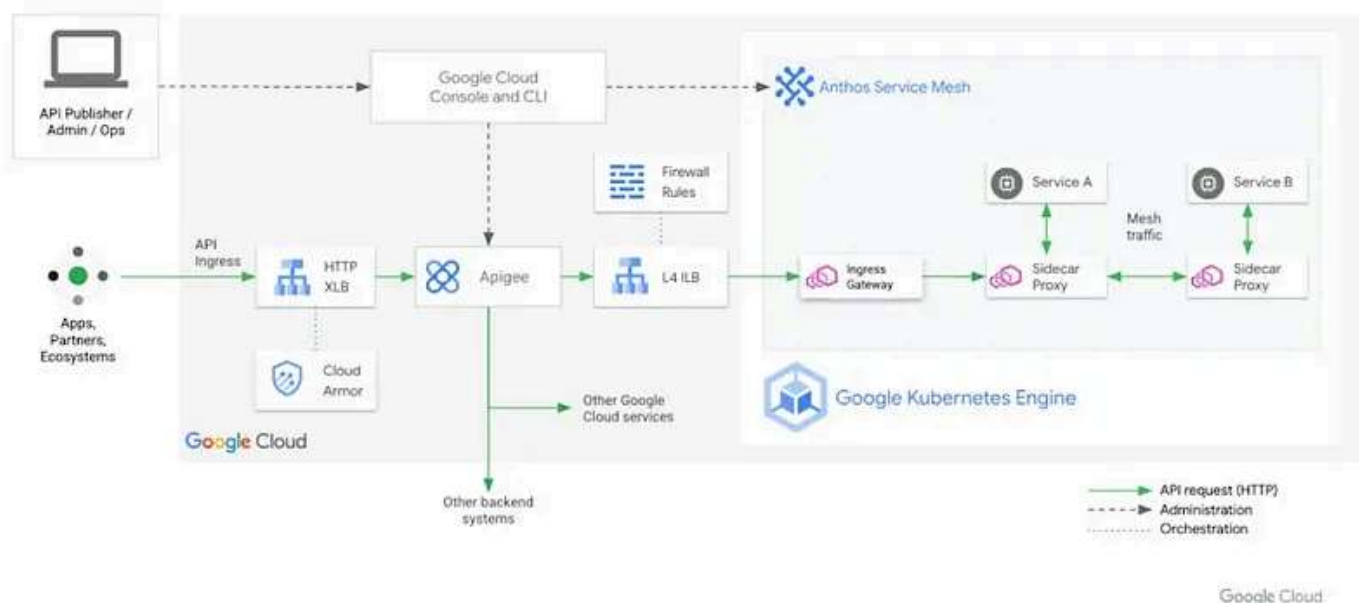 API Publisher /
Admin / Ops
Google Cloud
Console and CLI
Anthos Service Mesh
Firewall
Rules
Service A
Service B
Mesh
traffic
API
Ingress
HTTP
XLB
Apigee
L4 ILB
Ingress
Gateway
Sidecar
Proxy
Sidecar
Proxy
Apps,
Partners,
Ecosystems
Cloud
Armor
Other Google
Cloud services
Google Kubernetes Engine
Google Cloud
Other backend
systems
API request (HTTP)
Administration
Orchestration
Google Cloud